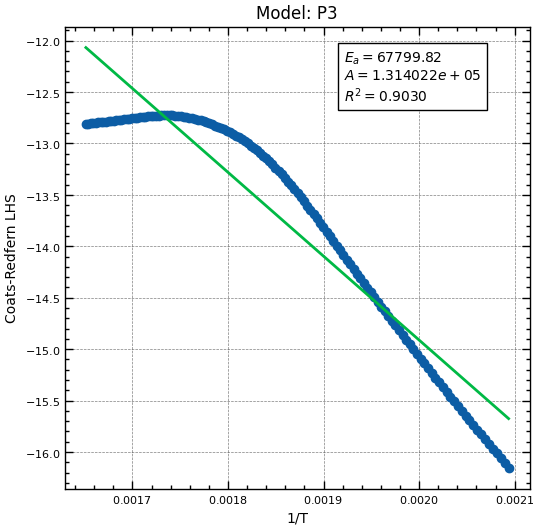 Model: P3
E_a = 67799.82
A = 1.314022e + 05
R² = 0.9030
Coats-Redfern LHS
−12.0
−12.5
−13.0
−13.5
−14.0
−14.5
−15.0
−15.5
−16.0
0.0017 0.0018 0.0019 0.0020 0.0021
1/T